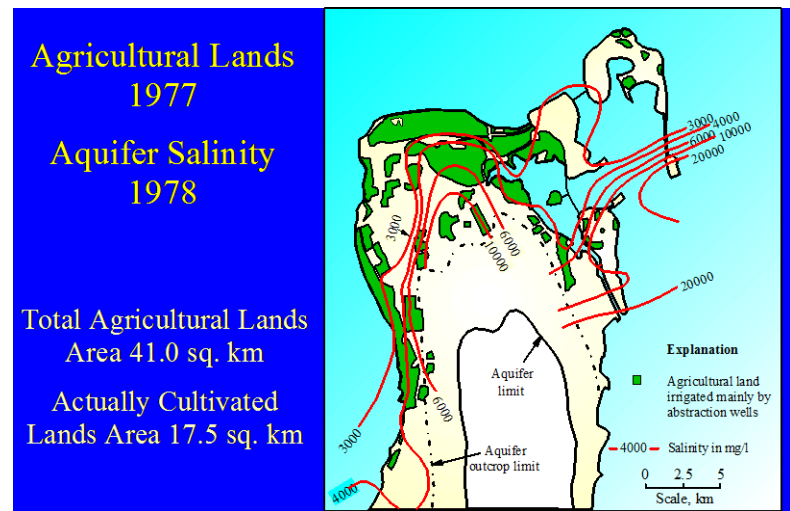 Agricultural Lands
1977
Aquifer Salinity
1978
Total Agricultural Lands
Area 41.0 sq. km
Actually Cultivated
Lands Area 17.5 sq. km
3000
4000
6000
10000
20000
3000
6000
10000
20000
Aquifer
limit
6000
3000
Aquifer
outcrop limit
4000
Explanation
Agricultural land
irrigated mainly by
abstraction wells
4000
Salinity in mg/l
0 2.5 5
Scale, km